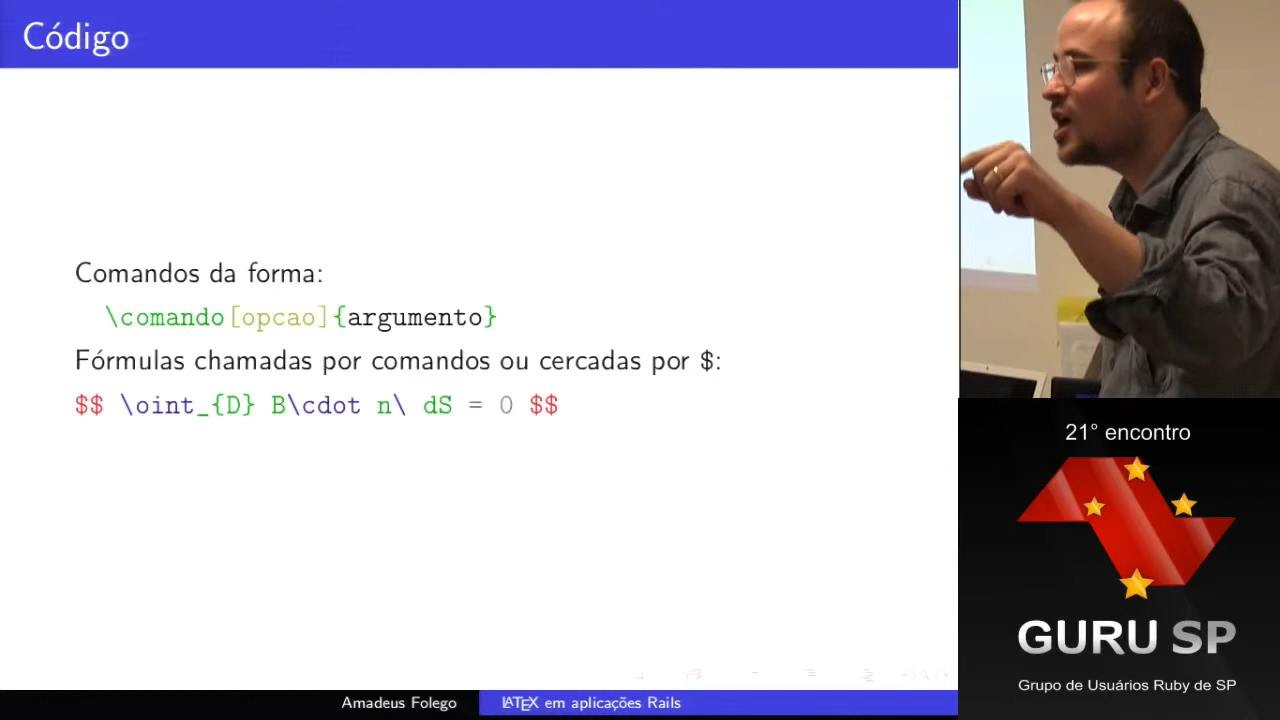 Código
Comandos da forma:
\comando[opcao]{argumento}
Fórmulas chamadas por comandos ou cercadas por $:
$$ \oint_{D} B\cdot n\ dS = 0 $$
Amadeus Folego
LATEX em aplicações Rails
21° encontro
GURU SP
Grupo de Usuários Ruby de SP